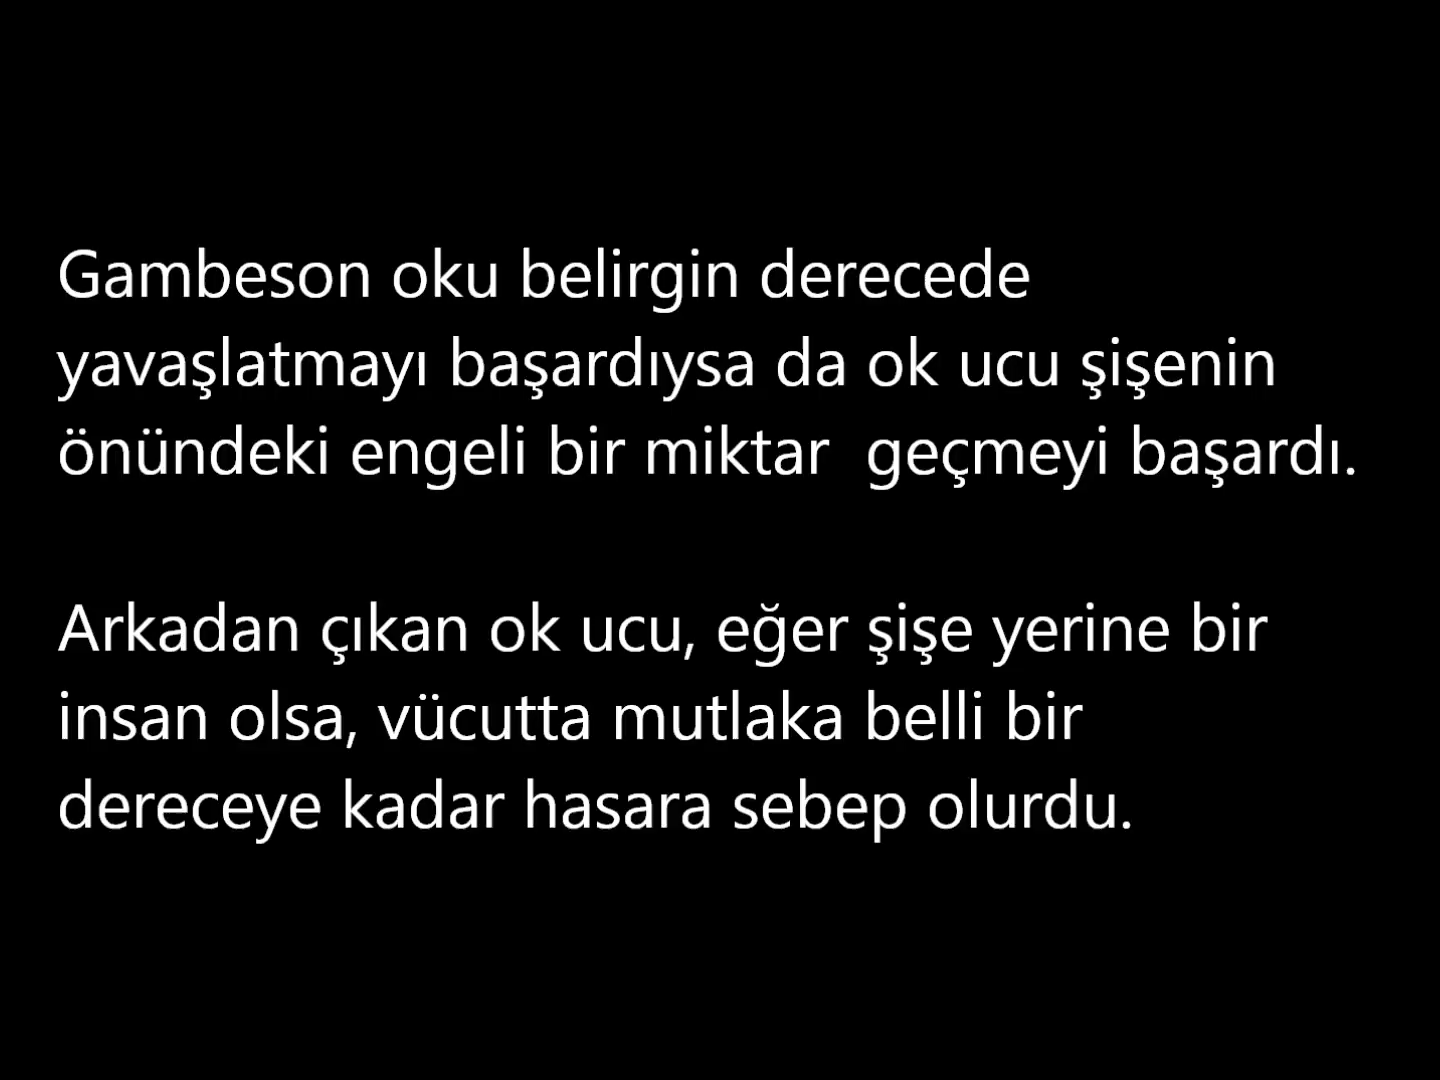 Gambeson oku belirgin derecede
yavaşlatmayı başardıysa da ok ucu şişenin
önündeki engeli bir miktar  geçmeyi başardı.
Arkadan çıkan ok ucu, eğer şişe yerine bir
insan olsa, vücutta mutlaka belli bir
dereceye kadar hasara sebep olurdu.